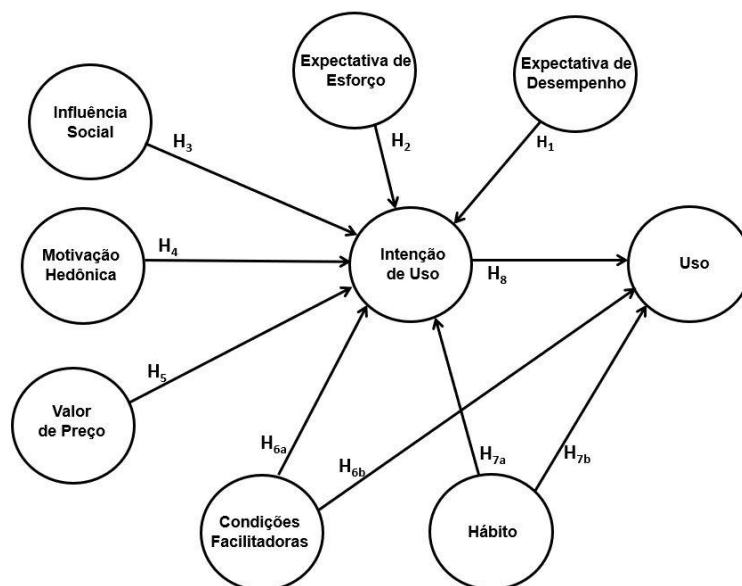 Expectativa de
Esforço
Expectativa de
Desempenho
Influência
Social
H3
H2
H1
Motivação
Hedônica
H4
Intenção
de Uso
H8
Uso
Valor
de Preço
H5
H6a
H6b
H7a
H7b
Condições
Facilitadoras
Hábito